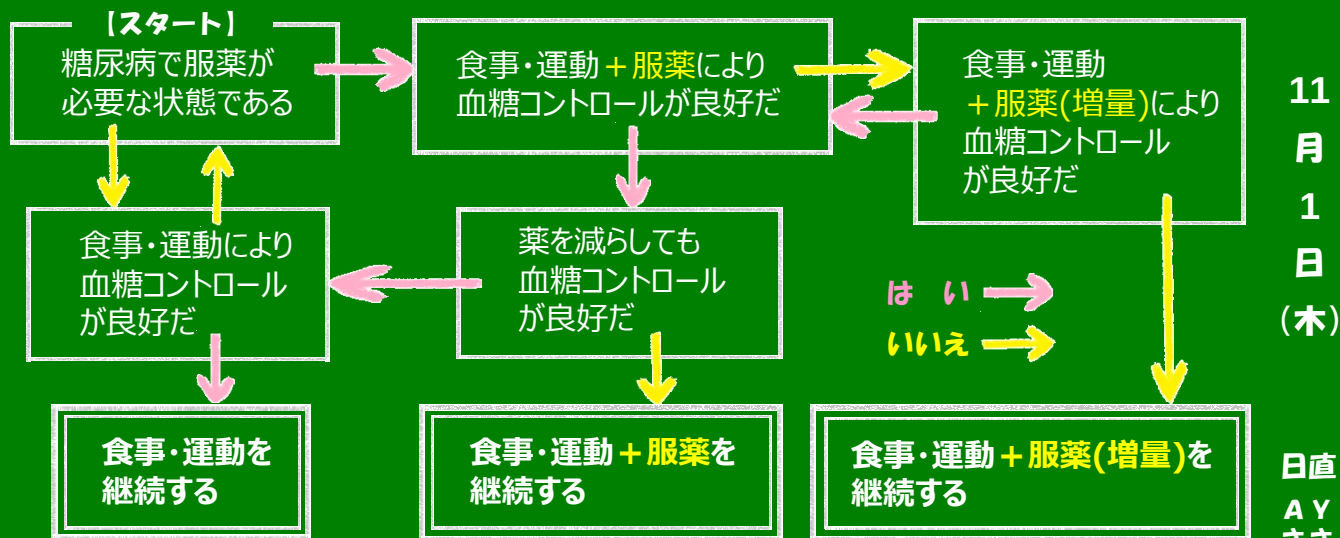 【スタート】
糖尿病で服薬が
必要な状態である
食事・運動＋服薬により
血糖コントロールが良好だ
食事・運動
＋服薬(増量)により
血糖コントロール
が良好だ
食事・運動により
血糖コントロール
が良好だ
薬を減らしても
血糖コントロール
が良好だ
はい
いいえ
食事・運動を
継続する
食事・運動＋服薬を
継続する
食事・運動＋服薬(増量)を
継続する
11
月
1
日
(木)
日直
A Y